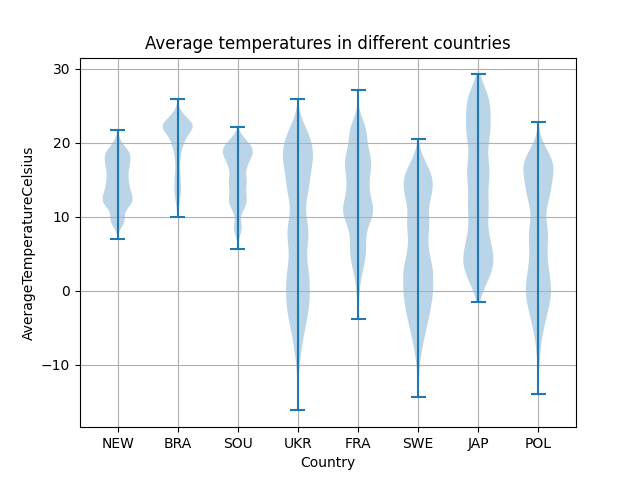 Average temperatures in different countries
AverageTemperatureCelsius
30
20
10
0
−10
NEW BRA SOU UKR FRA SWE JAP POL
Country